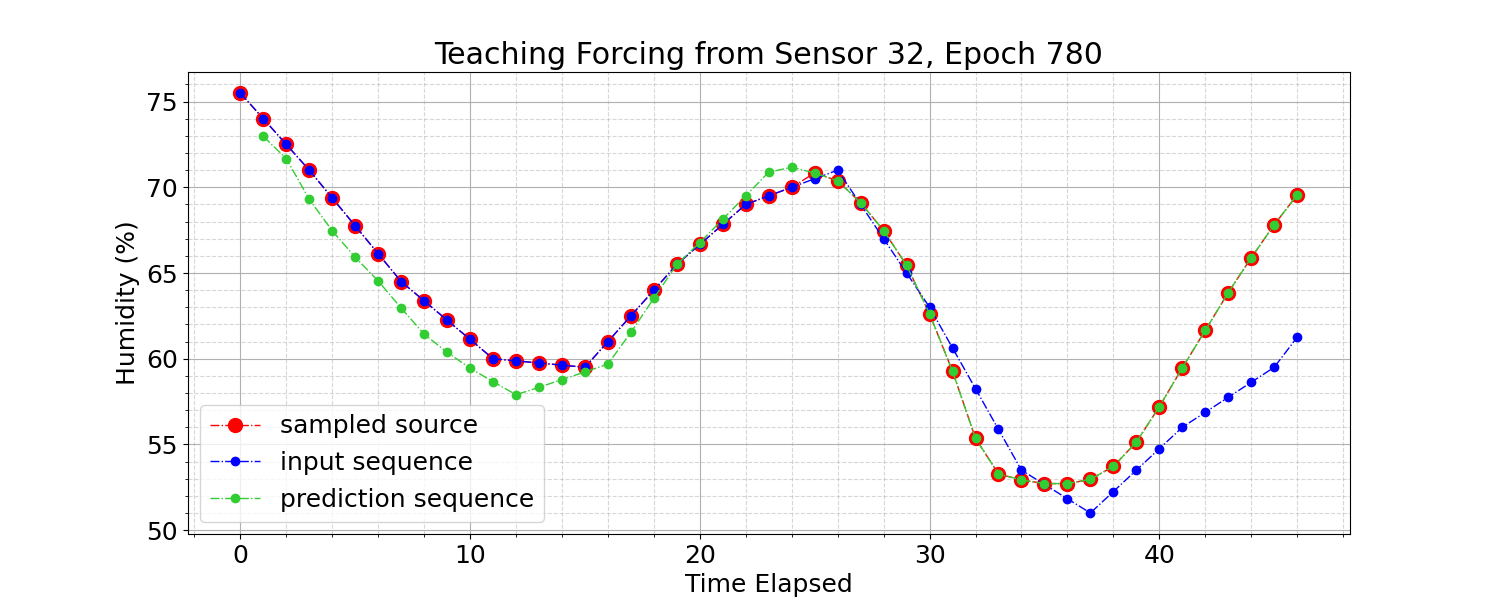 Teaching Forcing from Sensor 32, Epoch 780
75
70
65
60
55
50
Humidity (%)
sampled source
input sequence
prediction sequence
0 10 20 30 40
Time Elapsed